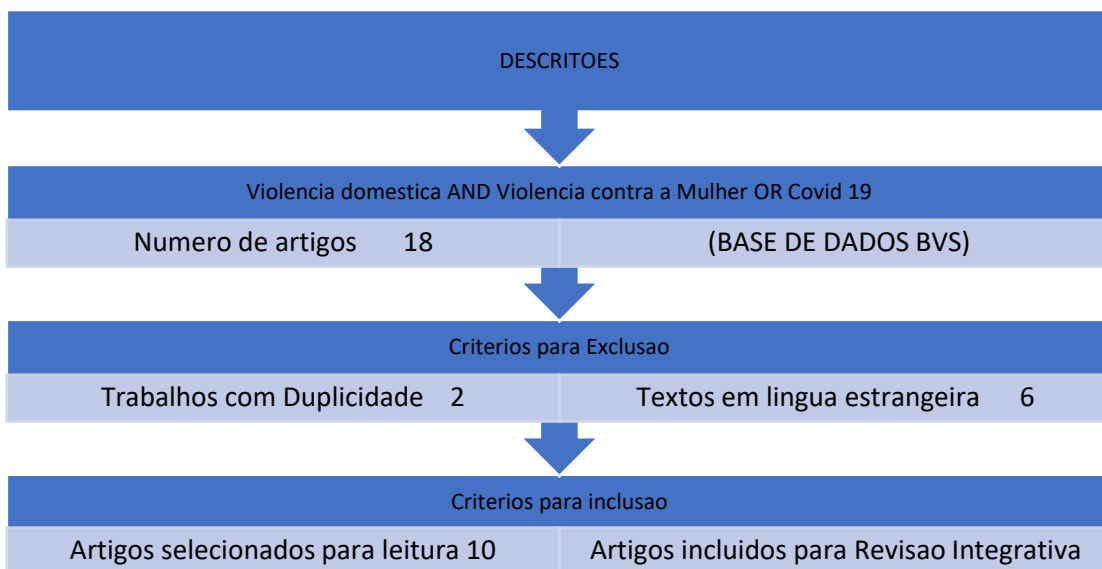 DESCRITOES
Violencia domestica AND Violencia contra a Mulher OR Covid 19
Numero de artigos 18
(BASE DE DADOS BVS)
Criterios para Exclusao
Trabalhos com Duplicidade 2
Textos em lingua estrangeira 6
Criterios para inclusao
Artigos selecionados para leitura 10
Artigos incluidos para Revisao Integrativa